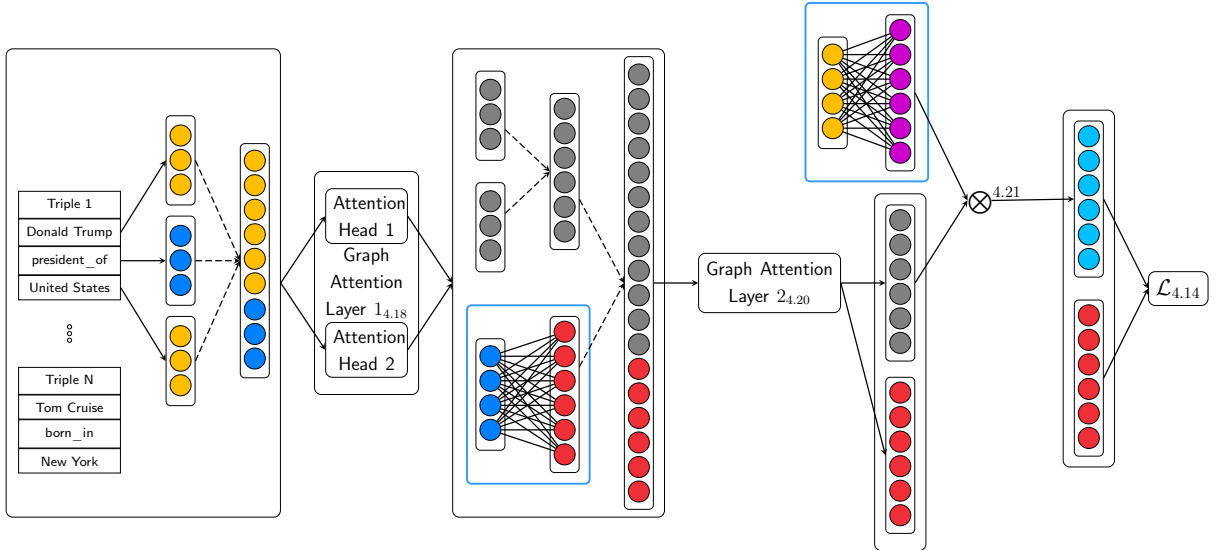 Triple 1
Donald Trump
president_of
United States
Triple N
Tom Cruise
born_in
New York
Attention
Head 1
Graph
Attention
Layer 1₄.₁₈
Attention
Head 2
Graph Attention
Layer 2₄.₂₀
4.21
ℒ₄.₁₄